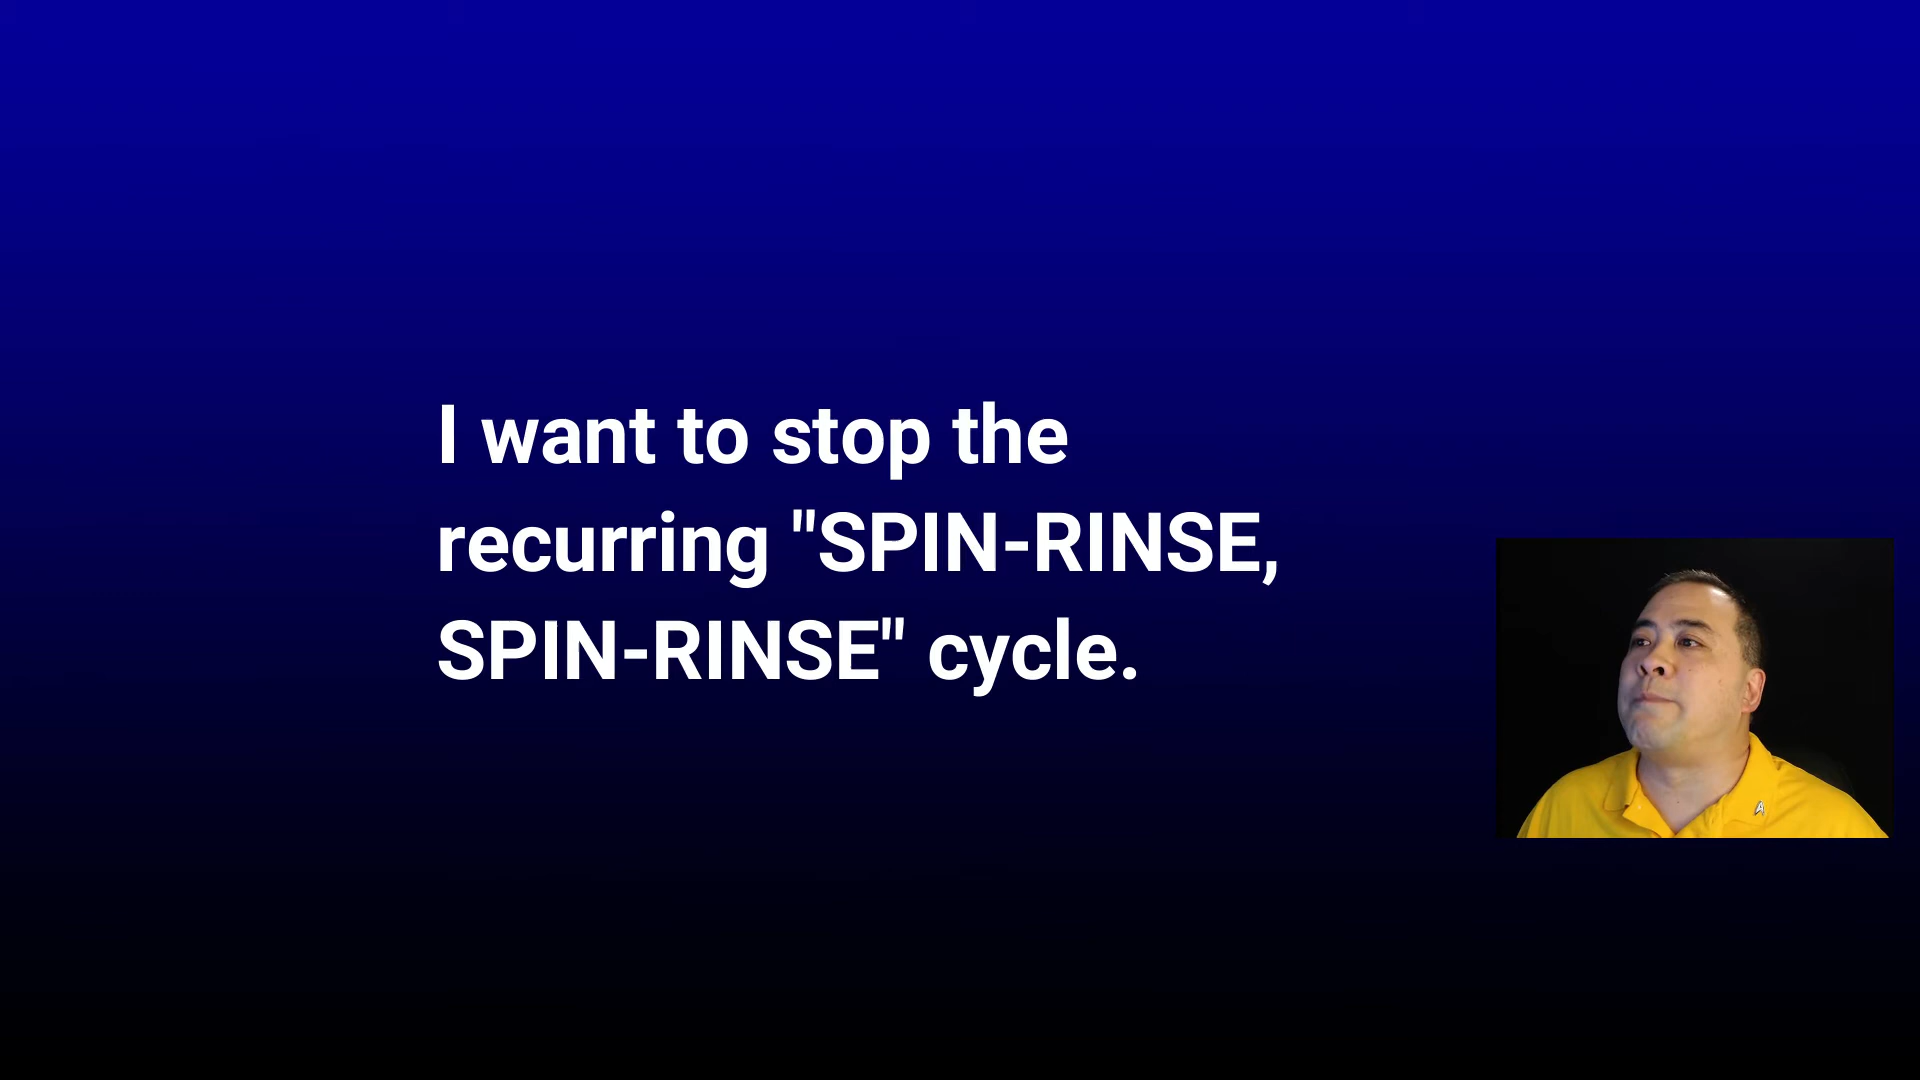 I want to stop the
recurring "SPIN-RINSE,
SPIN-RINSE" cycle.